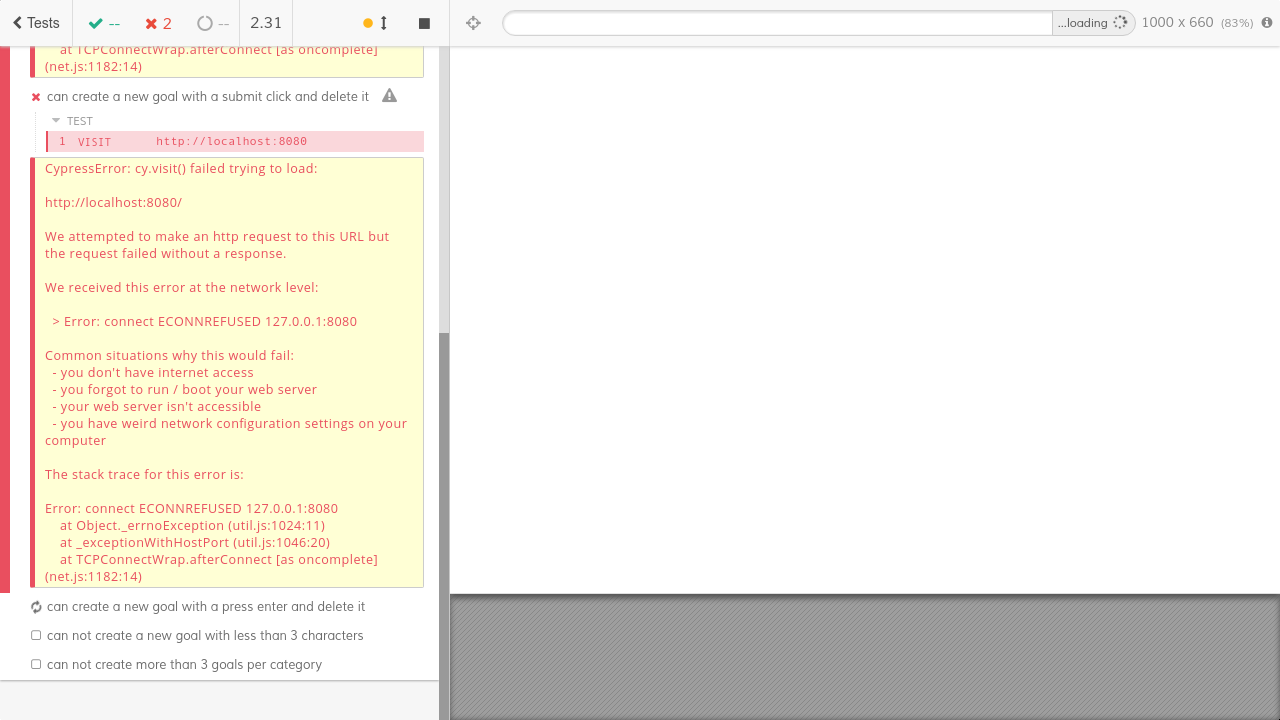 Tests
--
2
--
2.31
...loading
1000 x 660 (83%)
at TCPConnectWrap.afterConnect [as oncomplete]
(net.js:1182:14)
can create a new goal with a submit click and delete it
TEST
1 VISIT http://localhost:8080
CypressError: cy.visit() failed trying to load:
http://localhost:8080/
We attempted to make an http request to this URL but
the request failed without a response.
We received this error at the network level:
> Error: connect ECONNREFUSED 127.0.0.1:8080
Common situations why this would fail:
- you don't have internet access
- you forgot to run / boot your web server
- your web server isn't accessible
- you have weird network configuration settings on your
computer
The stack trace for this error is:
Error: connect ECONNREFUSED 127.0.0.1:8080
at Object._errnoException (util.js:1024:11)
at _exceptionWithHostPort (util.js:1046:20)
at TCPConnectWrap.afterConnect [as oncomplete]
(net.js:1182:14)
can create a new goal with a press enter and delete it
can not create a new goal with less than 3 characters
can not create more than 3 goals per category